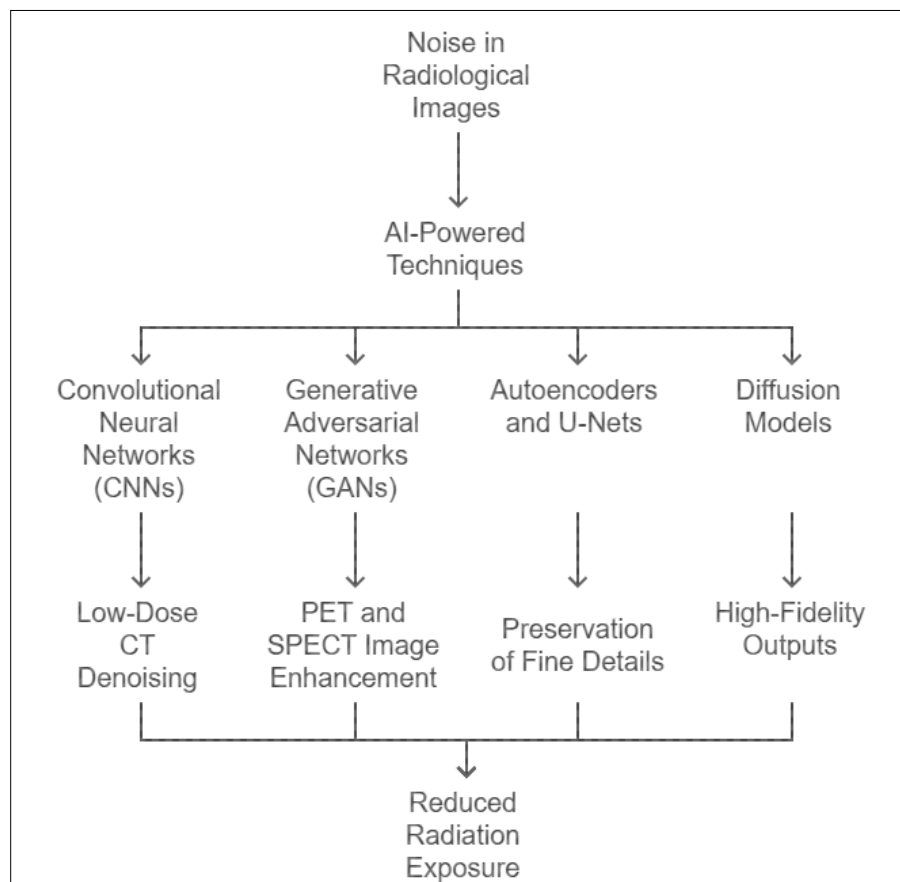 Noise in
Radiological
Images
AI-Powered
Techniques
Convolutional
Neural
Networks
(CNNs)
Generative
Adversarial
Networks
(GANs)
Autoencoders
and U-Nets
Diffusion
Models
Low-Dose
CT
Denoising
PET and
SPECT Image
Enhancement
Preservation
of Fine Details
High-Fidelity
Outputs
Reduced
Radiation
Exposure